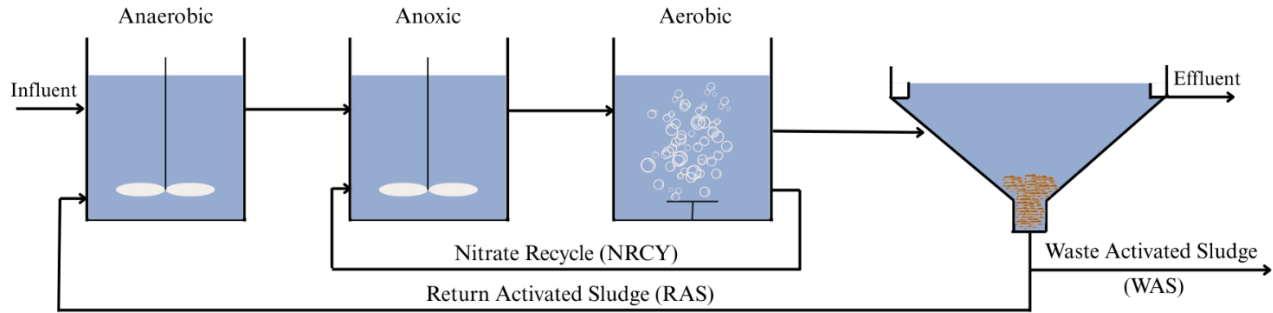 Anaerobic
Anoxic
Aerobic
Influent
Effluent
Nitrate Recycle (NRCY)
Waste Activated Sludge
(WAS)
Return Activated Sludge (RAS)